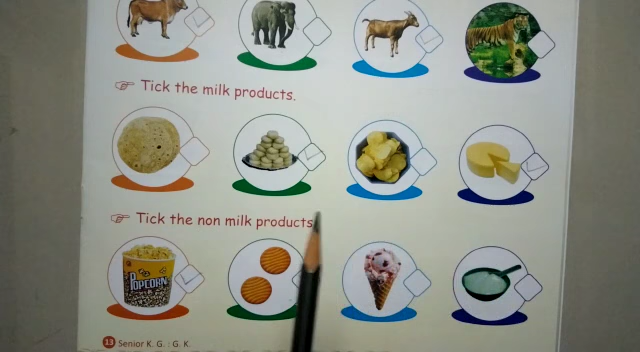 Tick the milk products.
Tick the non milk products
POPCORN
13 Senior K. G. : G. K.